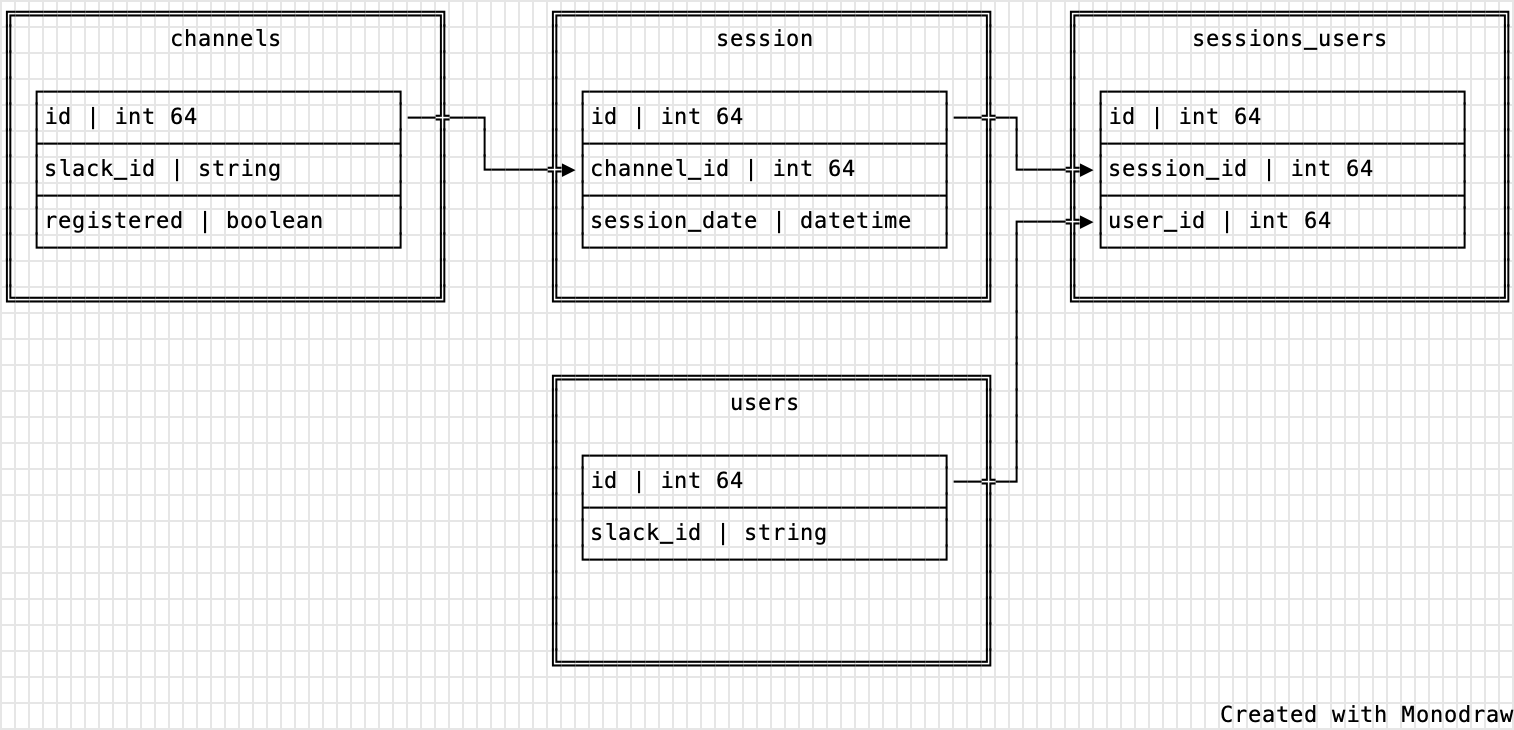 channels
id | int 64
slack_id | string
registered | boolean
session
id | int 64
channel_id | int 64
session_date | datetime
sessions_users
id | int 64
session_id | int 64
user_id | int 64
users
id | int 64
slack_id | string
Created with Monodraw